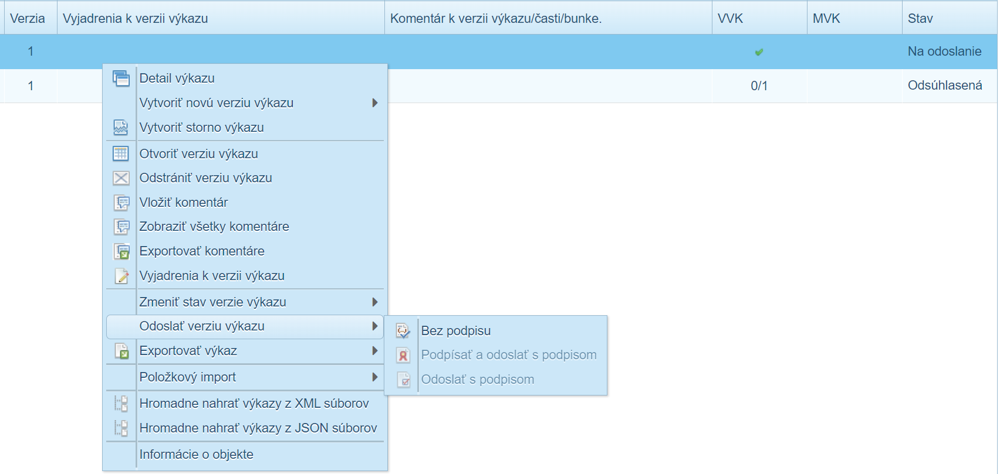 Verzia Vyjadrenia k verzii výkazu Komentár k verzii výkazu/časti/bunke. VVK MVK Stav
1 Na odoslanie
1 0/1 Odsúhlasená
Detail výkazu
Vytvoriť novú verziu výkazu
Vytvoriť storno výkazu
Otvoriť verziu výkazu
Odstrániť verziu výkazu
Vložiť komentár
Zobraziť všetky komentáre
Exportovať komentáre
Vyjadrenia k verzii výkazu
Zmeniť stav verzie výkazu
Odoslať verziu výkazu
Exportovať výkaz
Položkový import
Hromadne nahrať výkazy z XML súborov
Hromadne nahrať výkazy z JSON súborov
Informácie o objekte
Bez podpisu
Podpísať a odoslať s podpisom
Odoslať s podpisom